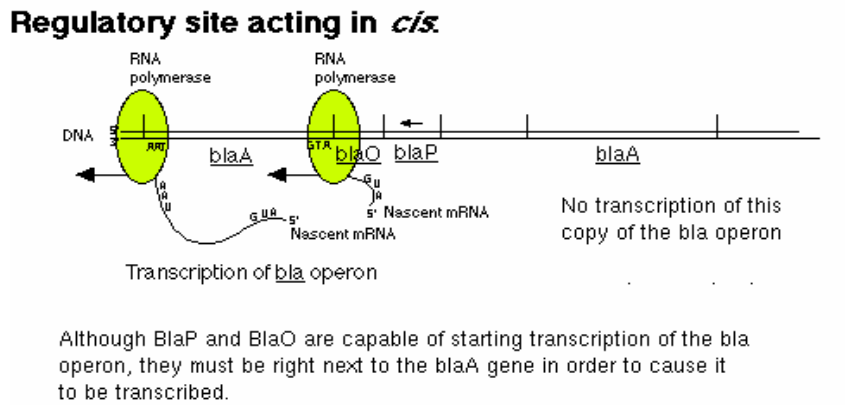 Regulatory site acting in cis:
RNA
polymerase
RNA
polymerase
DNA
5'
3'
AAT
blaA
GTA
blaO
blaP
blaA
A
A
U
G U A
5'
Nascent mRNA
G
U
A
5' Nascent mRNA
No transcription of this
copy of the bla operon
Transcription of bla operon
Although BlaP and BlaO are capable of starting transcription of the bla
operon, they must be right next to the blaA gene in order to cause it
to be transcribed.